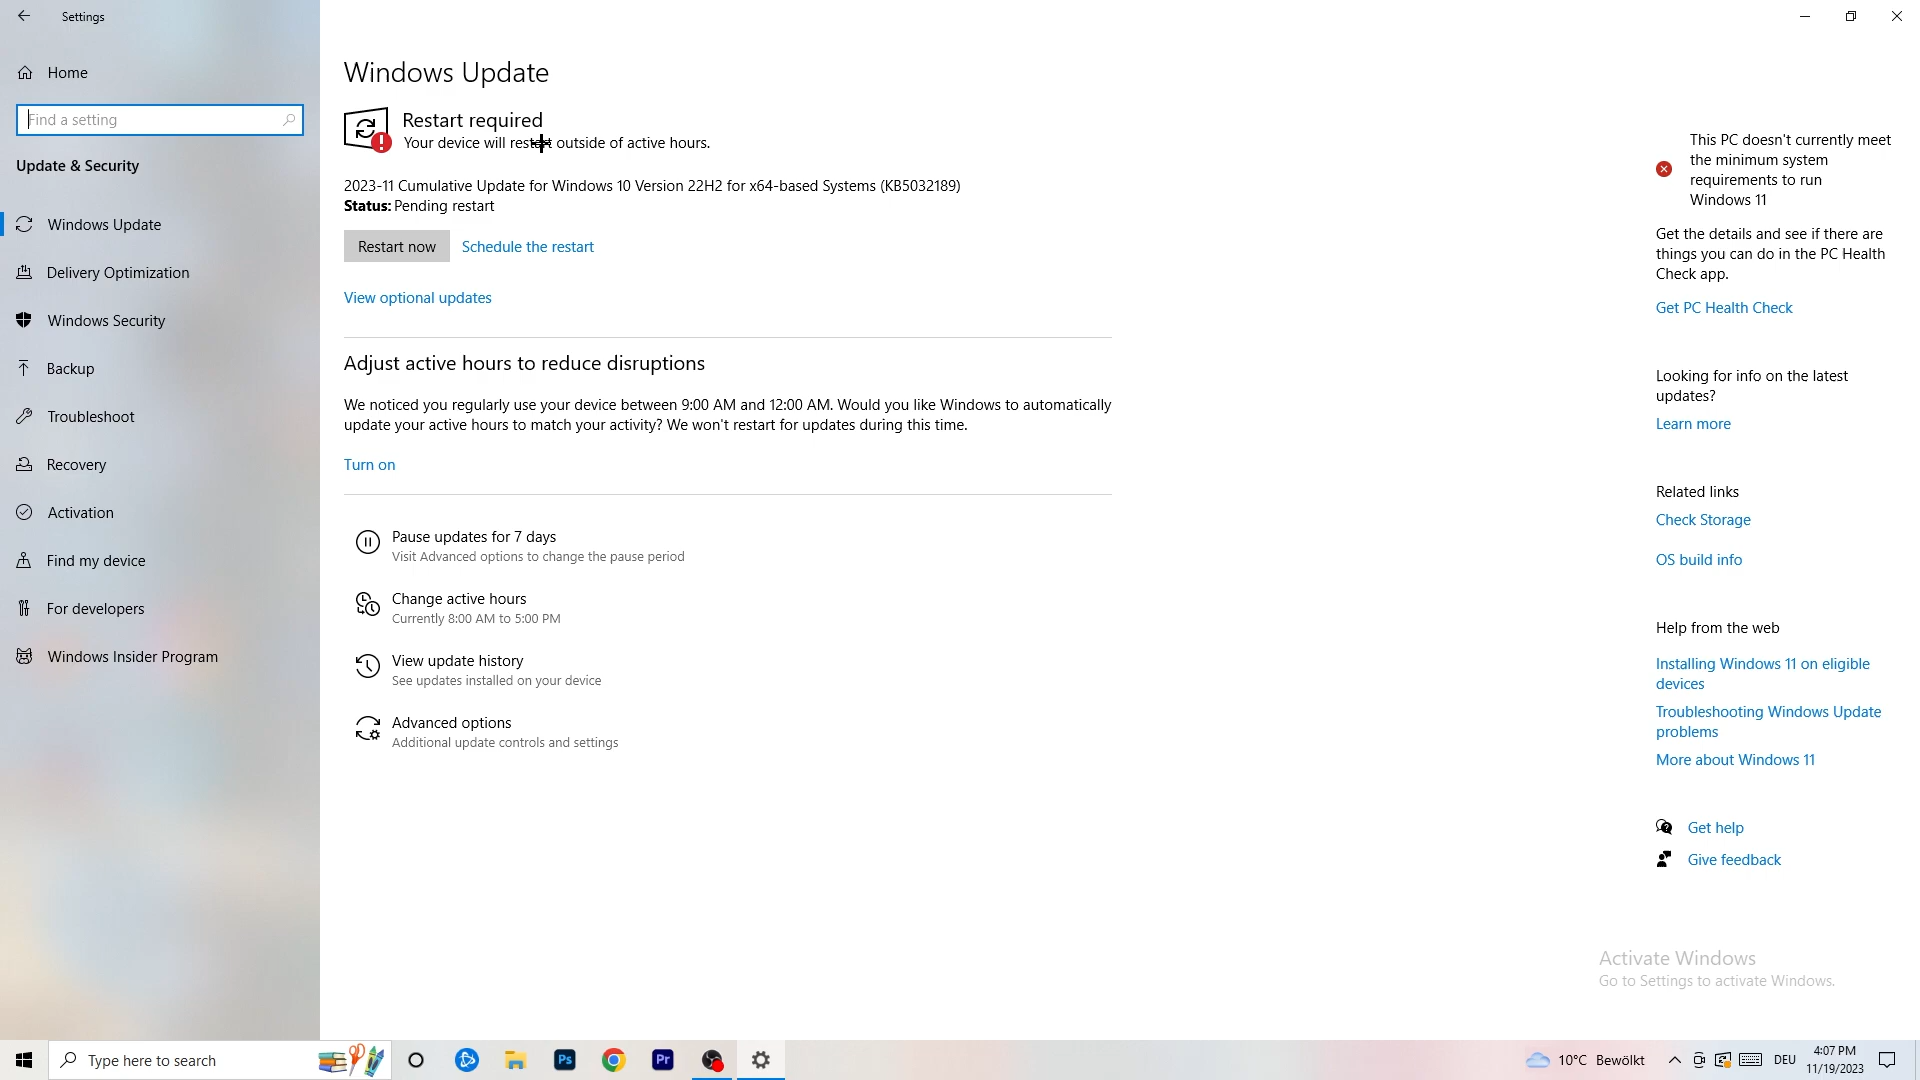 Settings
Home
Find a setting
Update & Security
Windows Update
Delivery Optimization
Windows Security
Backup
Troubleshoot
Recovery
Activation
Find my device
For developers
Windows Insider Program
Windows Update
Restart required
Your device will restart outside of active hours.
2023-11 Cumulative Update for Windows 10 Version 22H2 for x64-based Systems (KB5032189)
Status: Pending restart
Restart now
Schedule the restart
View optional updates
Adjust active hours to reduce disruptions
We noticed you regularly use your device between 9:00 AM and 12:00 AM. Would you like Windows to automatically
update your active hours to match your activity? We won't restart for updates during this time.
Turn on
Pause updates for 7 days
Visit Advanced options to change the pause period
Change active hours
Currently 8:00 AM to 5:00 PM
View update history
See updates installed on your device
Advanced options
Additional update controls and settings
This PC doesn't currently meet
the minimum system
requirements to run
Windows 11
Get the details and see if there are
things you can do in the PC Health
Check app.
Get PC Health Check
Looking for info on the latest
updates?
Learn more
Related links
Check Storage
OS build info
Help from the web
Installing Windows 11 on eligible
devices
Troubleshooting Windows Update
problems
More about Windows 11
Get help
Give feedback
Activate Windows
Go to Settings to activate Windows.
Type here to search
Ps
Pr
10°C Bewölkt
DEU
4:07 PM
11/19/2023